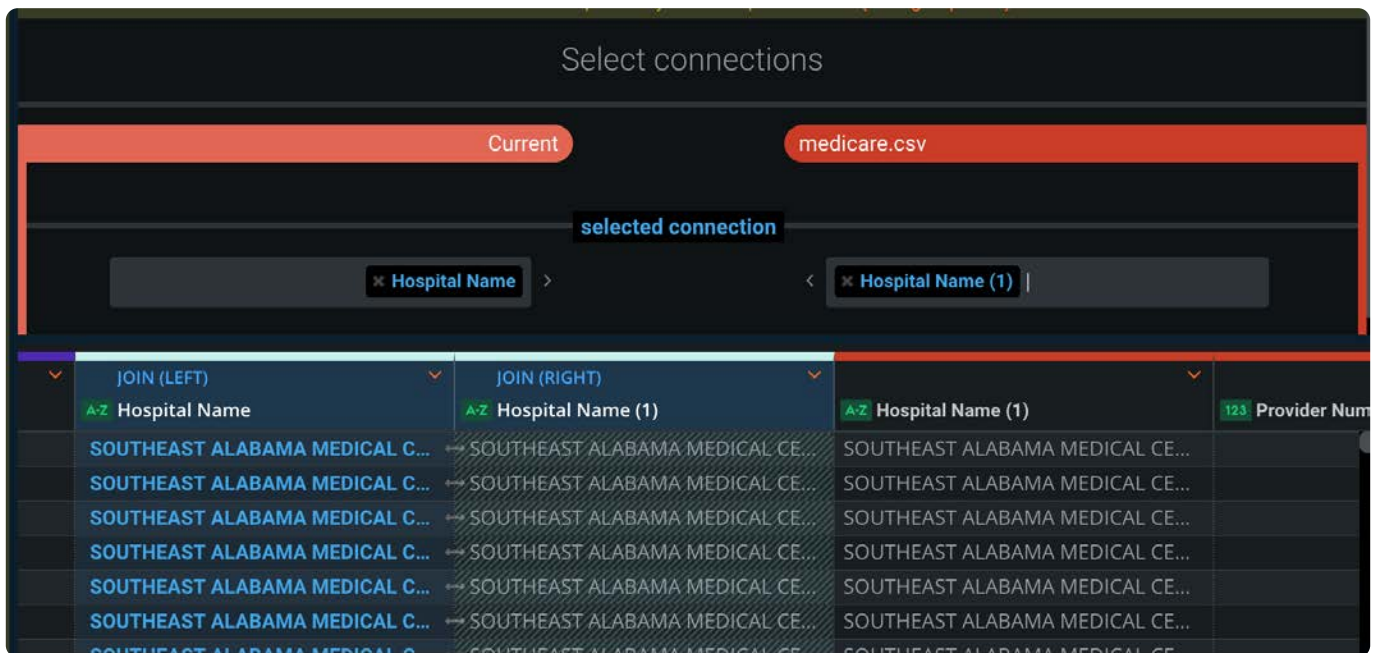 Select connections
Current
medicare.csv
selected connection
Hospital Name
Hospital Name (1)
JOIN (LEFT)
JOIN (RIGHT)
A-Z Hospital Name
A-Z Hospital Name (1)
A-Z Hospital Name (1)
123 Provider Num
SOUTHEAST ALABAMA MEDICAL C... SOUTHEAST ALABAMA MEDICAL CE... SOUTHEAST ALABAMA MEDICAL CE...
SOUTHEAST ALABAMA MEDICAL C... SOUTHEAST ALABAMA MEDICAL CE... SOUTHEAST ALABAMA MEDICAL CE...
SOUTHEAST ALABAMA MEDICAL C... SOUTHEAST ALABAMA MEDICAL CE... SOUTHEAST ALABAMA MEDICAL CE...
SOUTHEAST ALABAMA MEDICAL C... SOUTHEAST ALABAMA MEDICAL CE... SOUTHEAST ALABAMA MEDICAL CE...
SOUTHEAST ALABAMA MEDICAL C... SOUTHEAST ALABAMA MEDICAL CE... SOUTHEAST ALABAMA MEDICAL CE...
SOUTHEAST ALABAMA MEDICAL C... SOUTHEAST ALABAMA MEDICAL CE... SOUTHEAST ALABAMA MEDICAL CE...